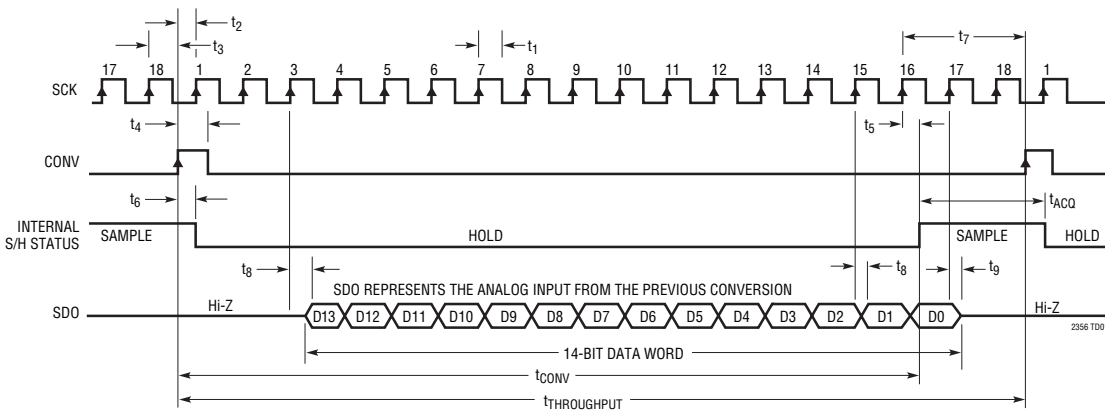 t2
t3
t1
t7
17 18 1 2 3 4 5 6 7 8 9 10 11 12 13 14 15 16 17 18 1
SCK
t4
t5
CONV
t6
tACQ
INTERNAL
S/H STATUS
SAMPLE
HOLD
SAMPLE
HOLD
t8
SDO REPRESENTS THE ANALOG INPUT FROM THE PREVIOUS CONVERSION
t8
t9
SDO
Hi-Z
D13 D12 D11 D10 D9 D8 D7 D6 D5 D4 D3 D2 D1 D0
Hi-Z
2356 TD01
14-BIT DATA WORD
tCONV
tTHROUGHPUT